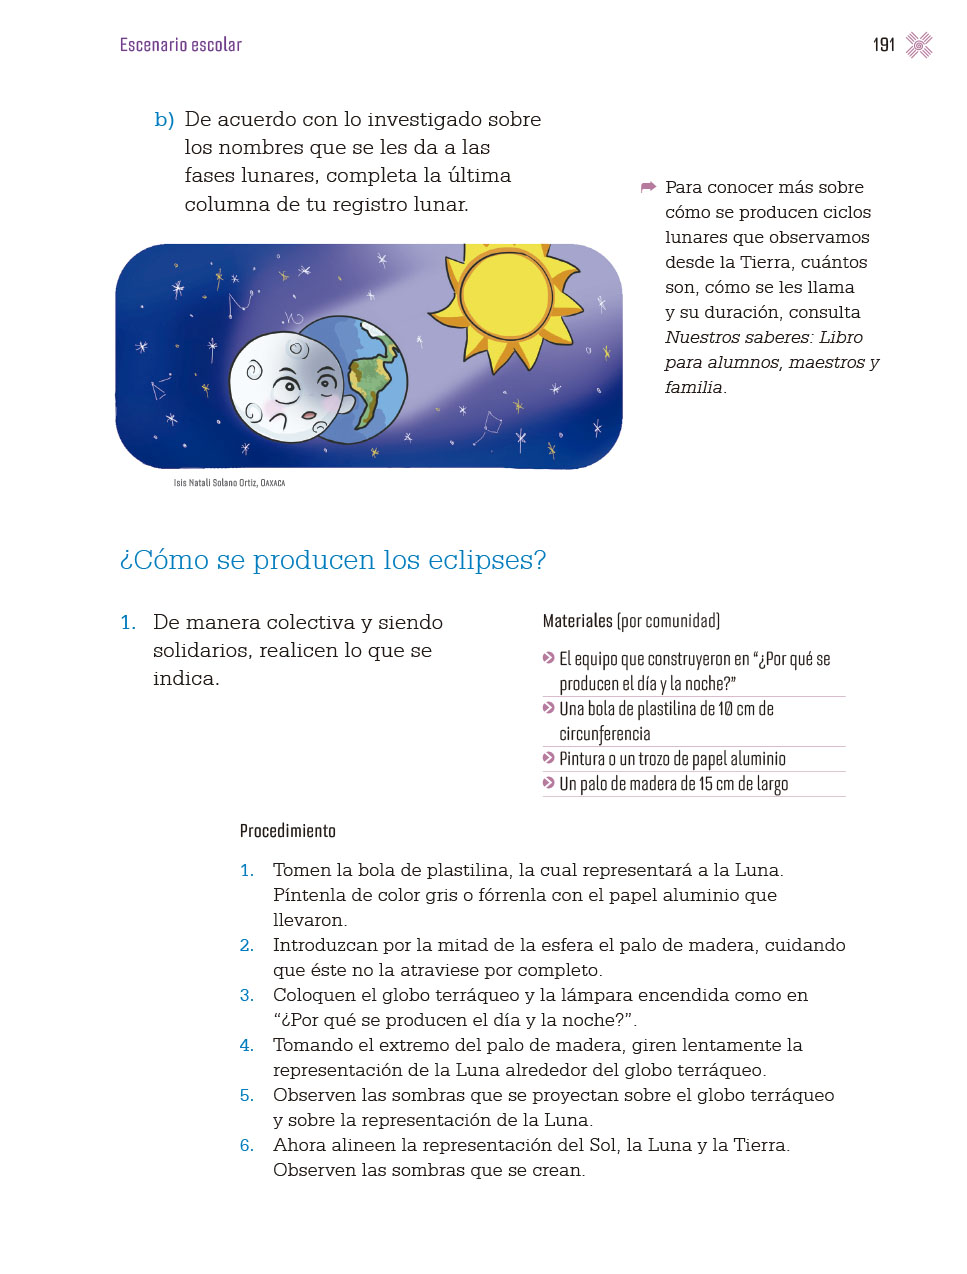 Escenario escolar
191
b) De acuerdo con lo investigado sobre
los nombres que se les da a las
fases lunares, completa la última
columna de tu registro lunar.
Para conocer más sobre
cómo se producen ciclos
lunares que observamos
desde la Tierra, cuántos
son, cómo se les llama
y su duración, consulta
Nuestros saberes: Libro
para alumnos, maestros y
familia.
Isis Natali Solano Ortiz, OAXACA
¿Cómo se producen los eclipses?
1. De manera colectiva y siendo
solidarios, realicen lo que se
indica.
Materiales (por comunidad)
El equipo que construyeron en “¿Por qué se
producen el día y la noche?”
Una bola de plastilina de 10 cm de
circunferencia
Pintura o un trozo de papel aluminio
Un palo de madera de 15 cm de largo
Procedimiento
1. Tomen la bola de plastilina, la cual representará a la Luna.
Píntenla de color gris o fórrenla con el papel aluminio que
llevaron.
2. Introduzcan por la mitad de la esfera el palo de madera, cuidando
que éste no la atraviese por completo.
3. Coloquen el globo terráqueo y la lámpara encendida como en
“¿Por qué se producen el día y la noche?”.
4. Tomando el extremo del palo de madera, giren lentamente la
representación de la Luna alrededor del globo terráqueo.
5. Observen las sombras que se proyectan sobre el globo terráqueo
y sobre la representación de la Luna.
6. Ahora alineen la representación del Sol, la Luna y la Tierra.
Observen las sombras que se crean.